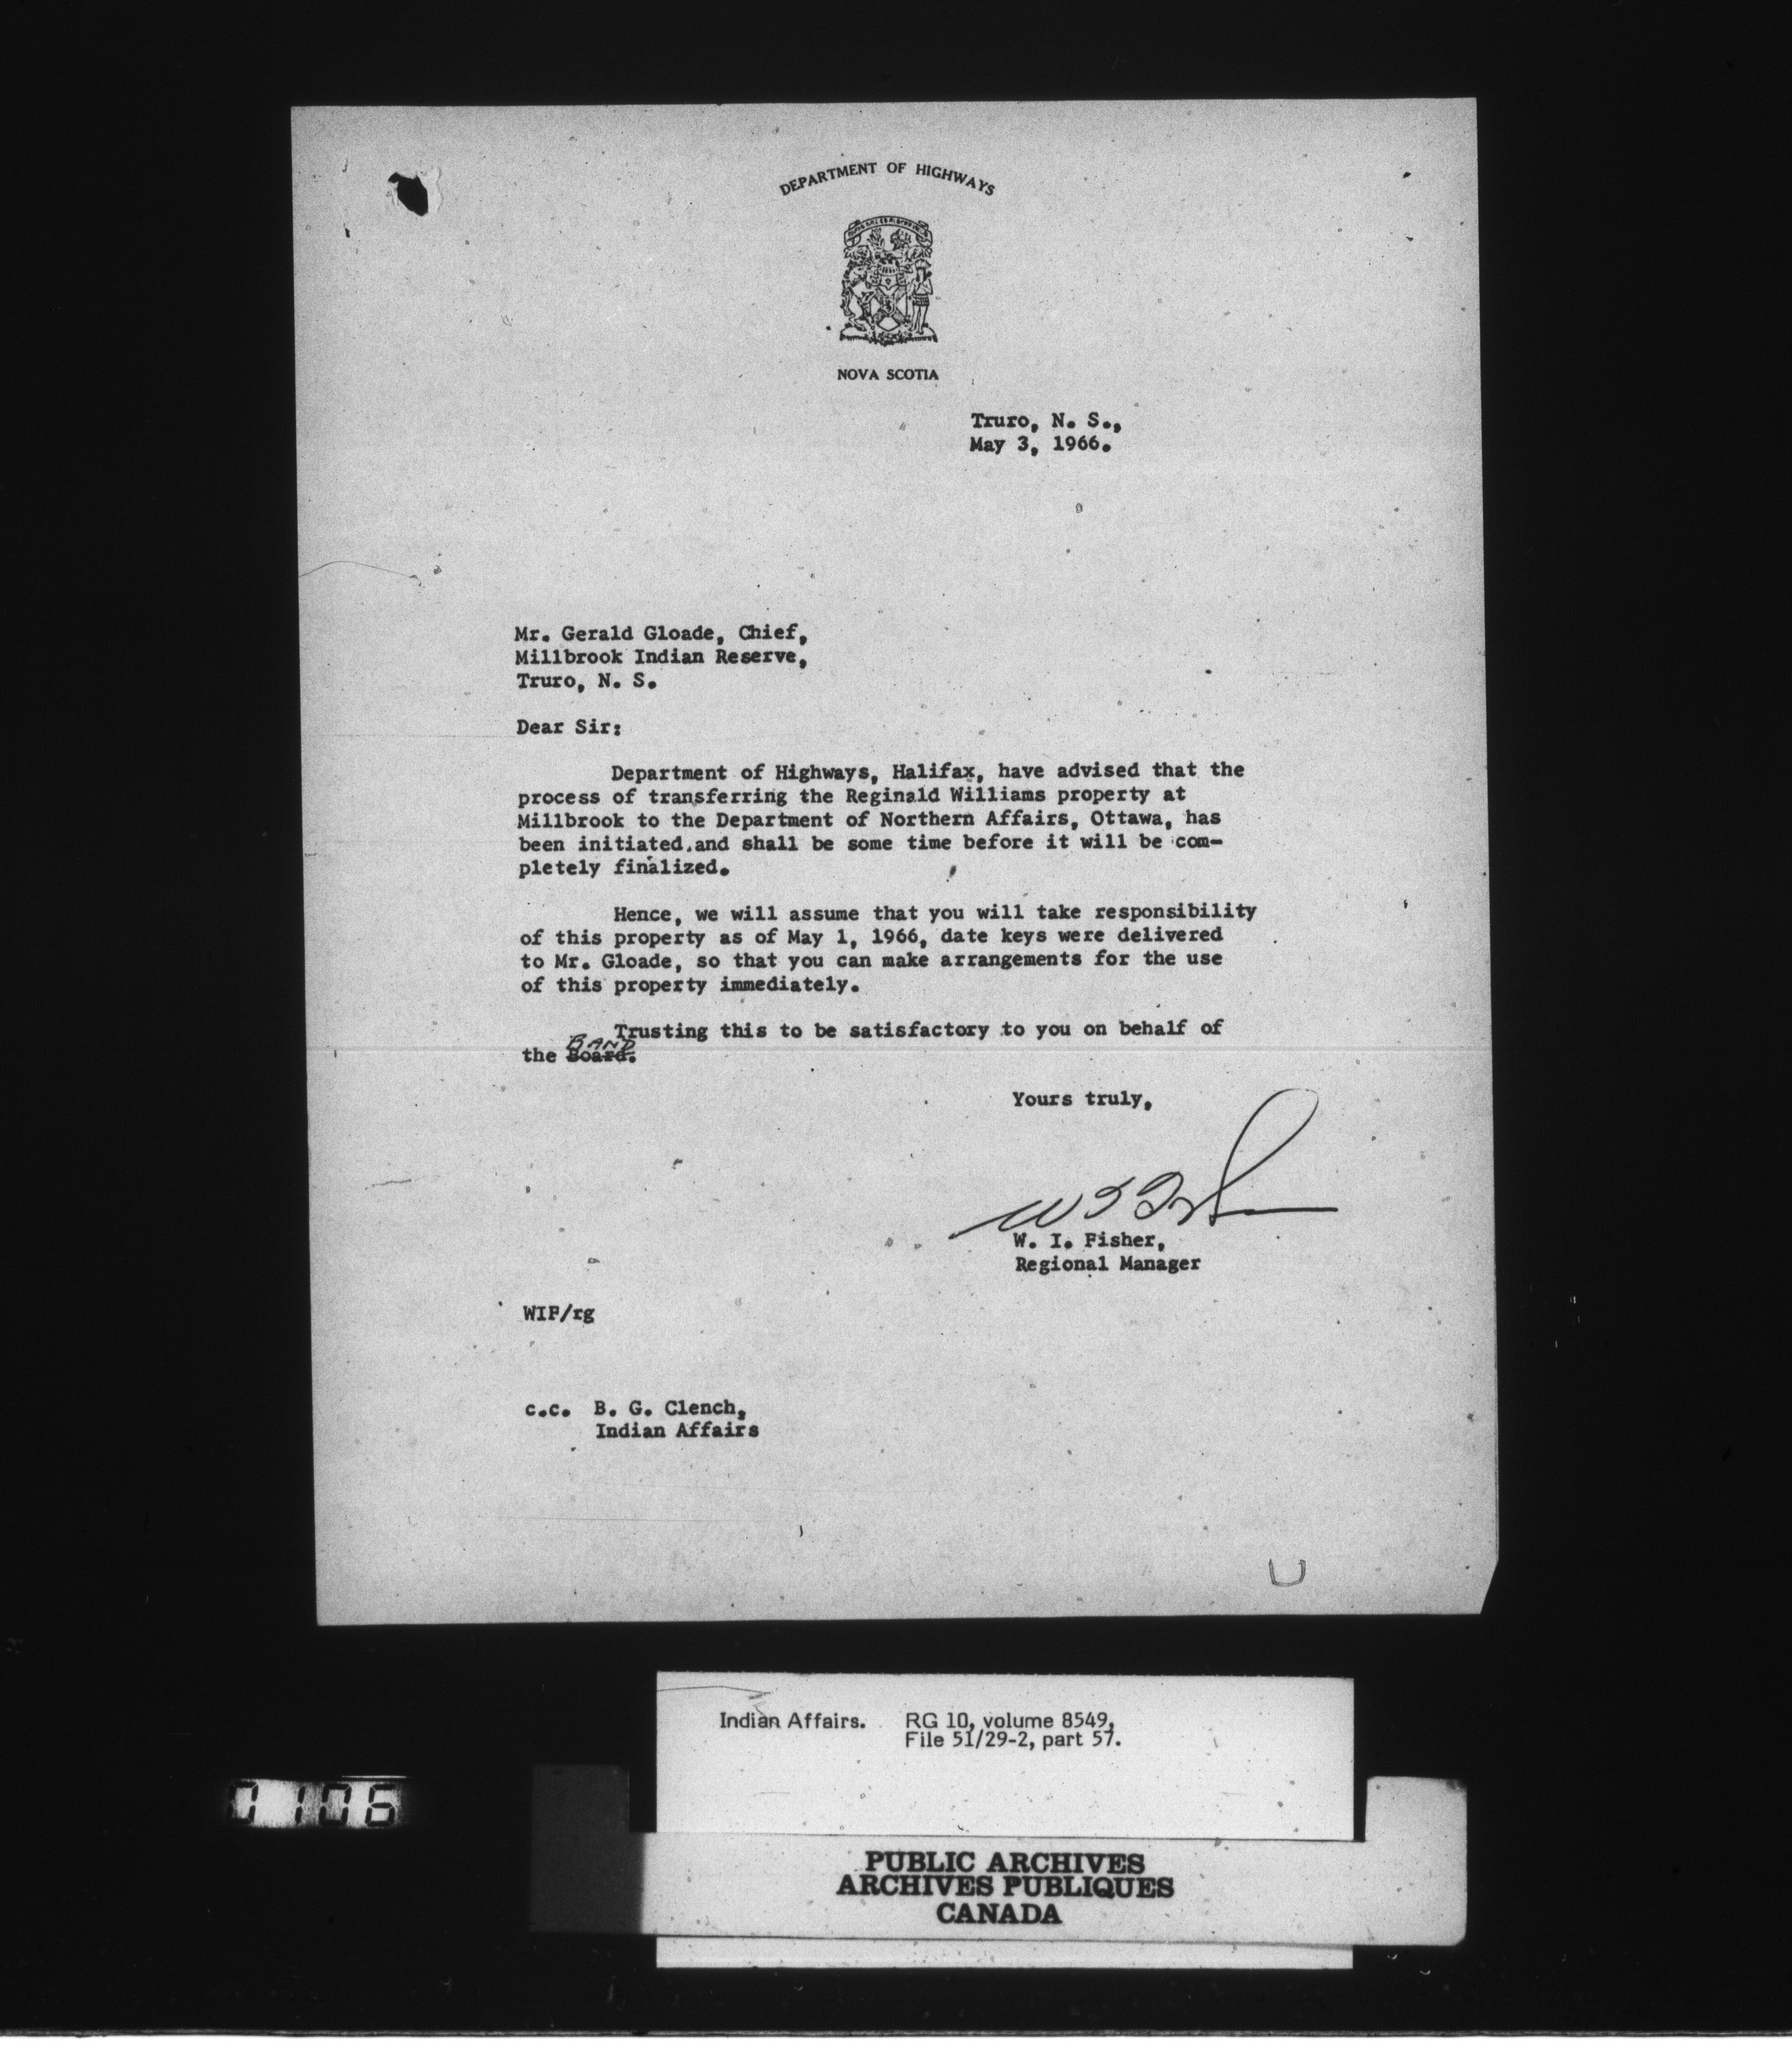 DEPARTMENT OF HIGHWAYS
NOVA SCOTIA
Truro, N. S.,
May 3, 1966.
Mr. Gerald Gloade, Chief,
Millbrook Indian Reserve,
Truro, N. S.
Dear Sir:
Department of Highways, Halifax, have advised that the
process of transferring the Reginald Williams property at
Millbrook to the Department of Northern Affairs, Ottawa, has
been initiated and shall be some time before it will be com-
pletely finalized.
Hence, we will assume that you will take responsibility
of this property as of May 1, 1966, date keys were delivered
to Mr. Gloade, so that you can make arrangements for the use
of this property immediately.
Trusting this to be satisfactory to you on behalf of
BAND
the Board.
Yours truly,
W. I. Fisher,
Regional Manager
WIF/rg
c.c. B. G. Clench,
Indian Affairs
Indian Affairs. RG 10, volume 8549,
File 51/29-2, part 57.
0106
PUBLIC ARCHIVES
ARCHIVES PUBLIQUES
CANADA